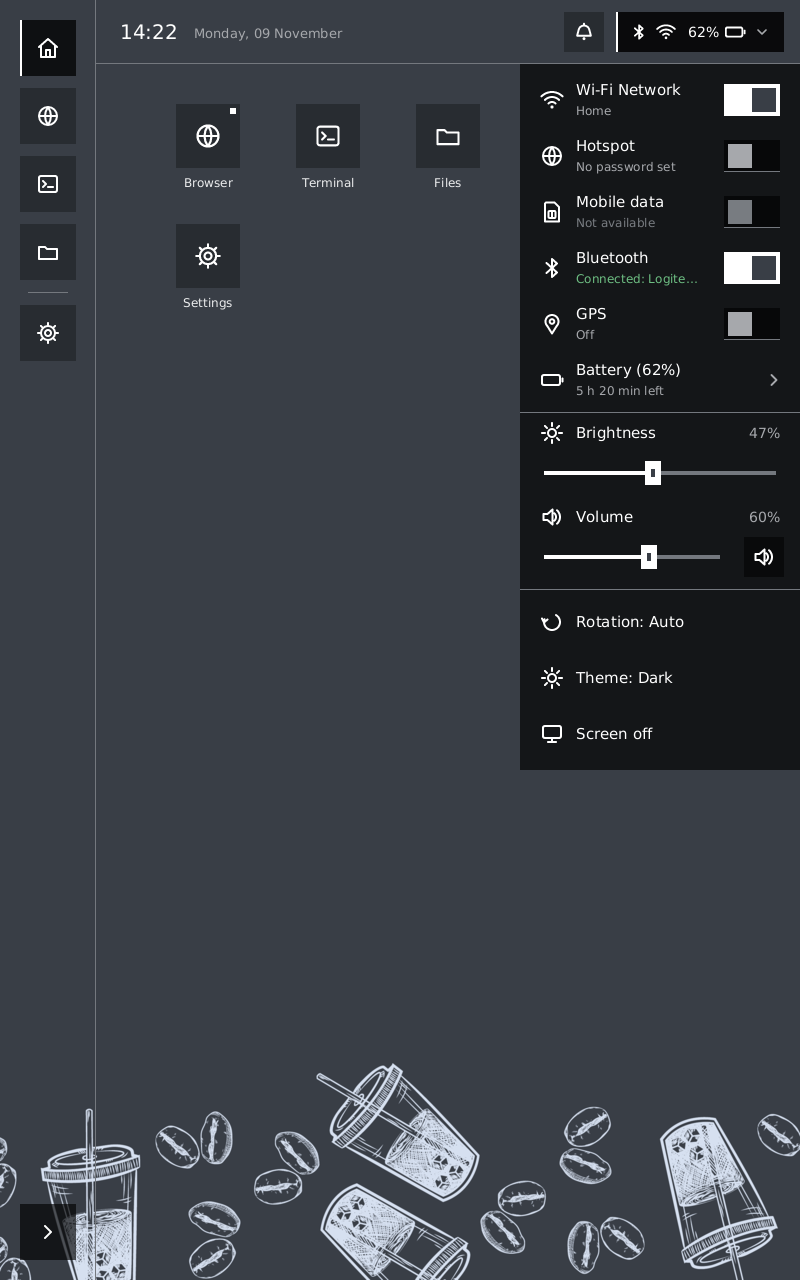 14:22 Monday, 09 November
62%
Browser
Terminal
Files
Settings
Wi-Fi Network
Home
Hotspot
No password set
Mobile data
Not available
Bluetooth
Connected: Logite...
GPS
Off
Battery (62%)
5 h 20 min left
Brightness 47%
Volume 60%
Rotation: Auto
Theme: Dark
Screen off